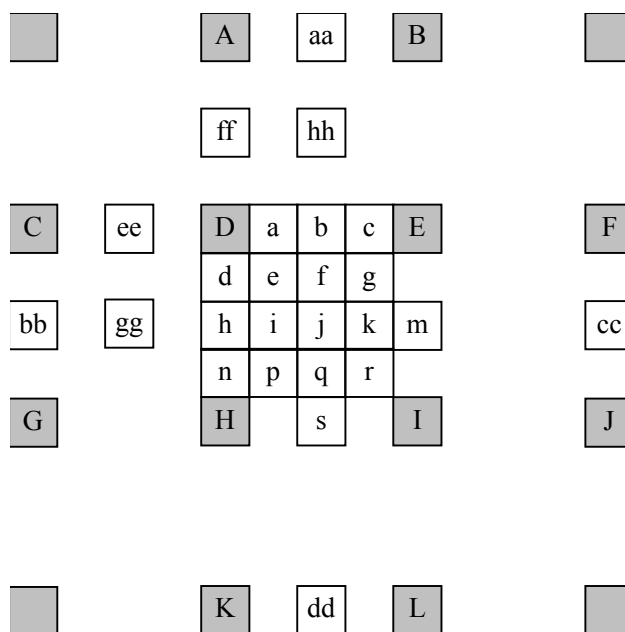 A aa B
ff hh
C ee D a b c E F
d e f g
bb gg h i j k m cc
n p q r
G H s I J
K dd L